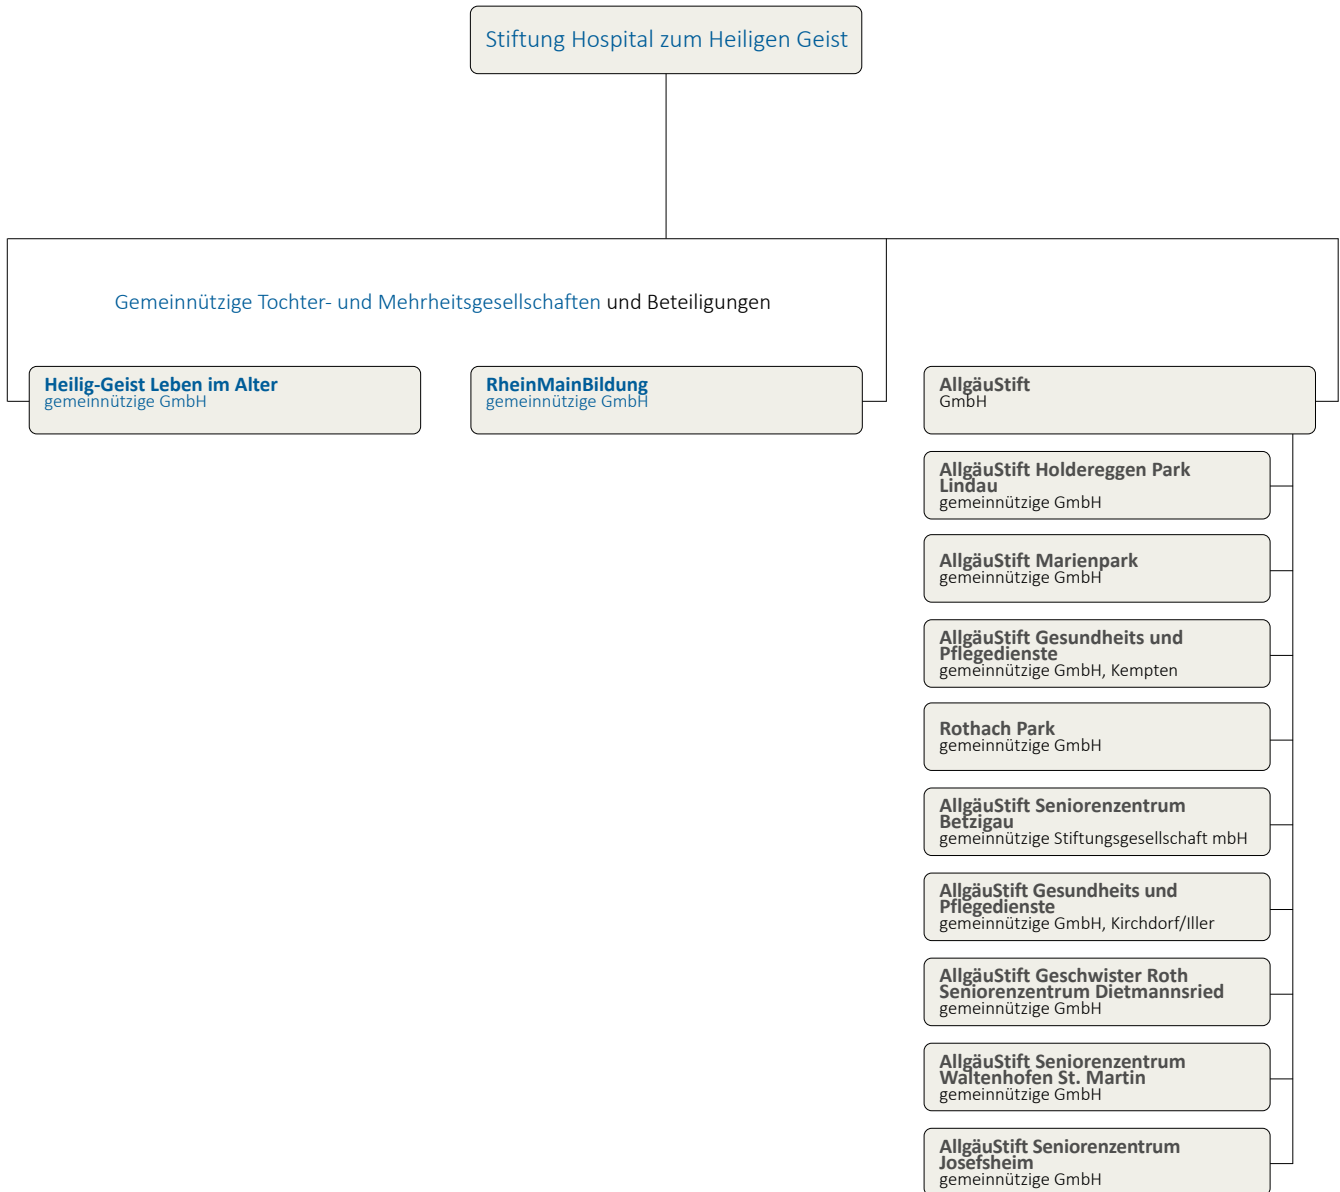 Stiftung Hospital zum Heiligen Geist
Gemeinnützige Tochter- und Mehrheitsgesellschaften und Beteiligungen
Heilig-Geist Leben im Alter
gemeinnützige GmbH
RheinMainBildung
gemeinnützige GmbH
AllgäuStift
GmbH
AllgäuStift Holdereggen Park
Lindau
gemeinnützige GmbH
AllgäuStift Marienpark
gemeinnützige GmbH
AllgäuStift Gesundheits und
Pflegedienste
gemeinnützige GmbH, Kempten
Rothach Park
gemeinnützige GmbH
AllgäuStift Seniorenzentrum
Betzigau
gemeinnützige Stiftungsgesellschaft mbH
AllgäuStift Gesundheits und
Pflegedienste
gemeinnützige GmbH, Kirchdorf/Iller
AllgäuStift Geschwister Roth
Seniorenzentrum Dietmannsried
gemeinnützige GmbH
AllgäuStift Seniorenzentrum
Waltenhofen St. Martin
gemeinnützige GmbH
AllgäuStift Seniorenzentrum
Josefsheim
gemeinnützige GmbH